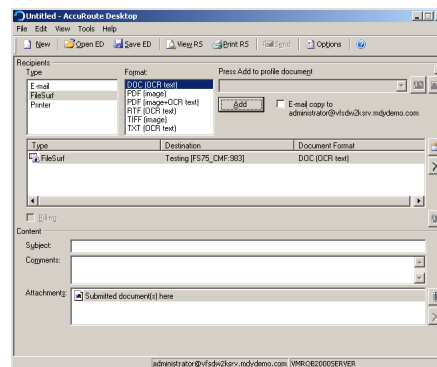 Untitled - AccuRoute Desktop
File Edit View Tools Help
New Open ED Save ED View RS Print RS Send Options
Recipients
Type Format: Press Add to profile document
E-mail
FileSurf
Printer
DOC (OCR text)
PDF (image)
PDF (image+OCR text)
RTF (OCR text)
TIFF (image)
TXT (OCR text)
Add
E-mail copy to
administrator@vfsdw2ksrv.mdydemo.com
Type Destination Document Format
FileSurf Testing [FS75_CMF:983] DOC (OCR text)
Billing
Content
Subject:
Comments:
Attachments: Submitted document(s) here
administrator@vfsdw2ksrv.mdydemo.com VMROB2000SERVER